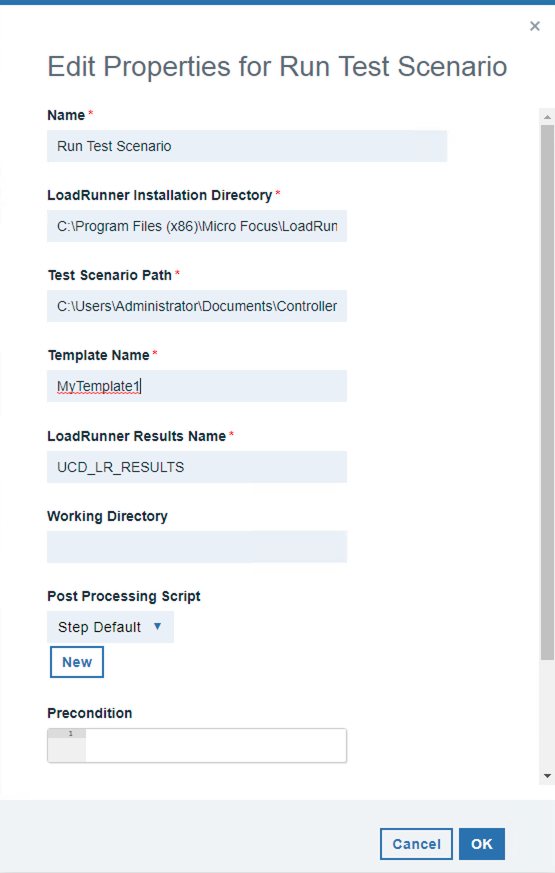 ×
Edit Properties for Run Test Scenario
Name *
Run Test Scenario
LoadRunner Installation Directory *
C:\Program Files (x86)\Micro Focus\LoadRun
Test Scenario Path *
C:\Users\Administrator\Documents\Controller
Template Name *
MyTemplate1
LoadRunner Results Name *
UCD_LR_RESULTS
Working Directory
Post Processing Script
Step Default ▼
New
Precondition
1
Cancel OK